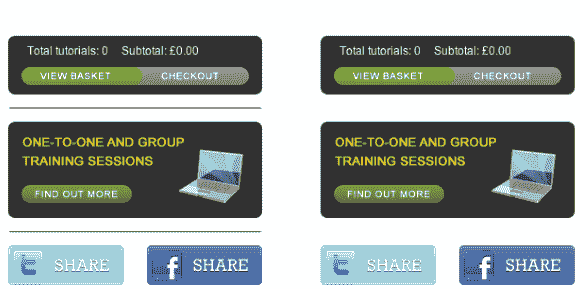 Total tutorials: 0 Subtotal: £0.00
VIEW BASKET CHECKOUT
ONE-TO-ONE AND GROUP
TRAINING SESSIONS
FIND OUT MORE
t SHARE
f SHARE
Total tutorials: 0 Subtotal: £0.00
VIEW BASKET CHECKOUT
ONE-TO-ONE AND GROUP
TRAINING SESSIONS
FIND OUT MORE
t SHARE
f SHARE